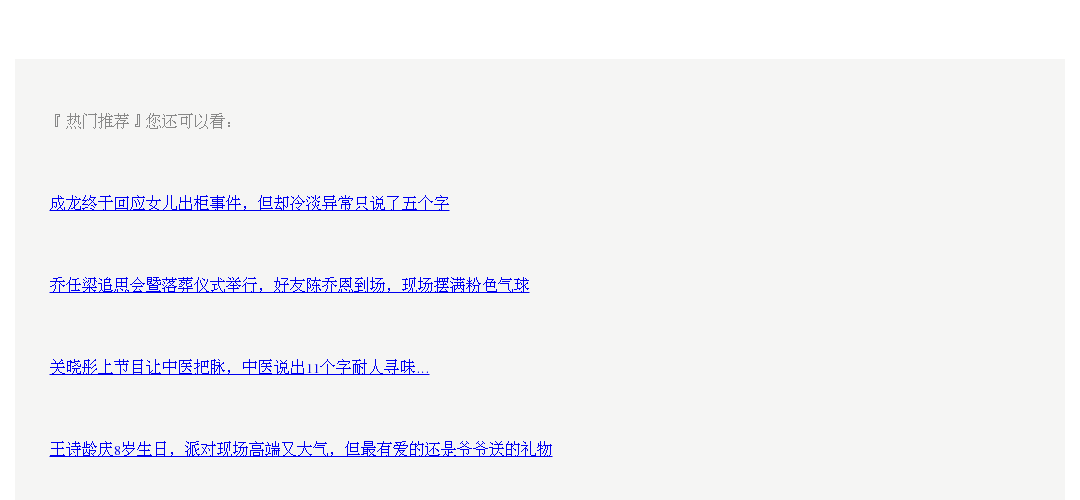 『热门推荐』您还可以看：
成龙终于回应女儿出柜事件，但却冷淡异常只说了五个字
乔任梁追思会暨落葬仪式举行，好友陈乔恩到场，现场摆满粉色气球
关晓彤上节目让中医把脉，中医说出11个字耐人寻味...
王诗龄庆8岁生日，派对现场高端又大气，但最有爱的还是爷爷送的礼物